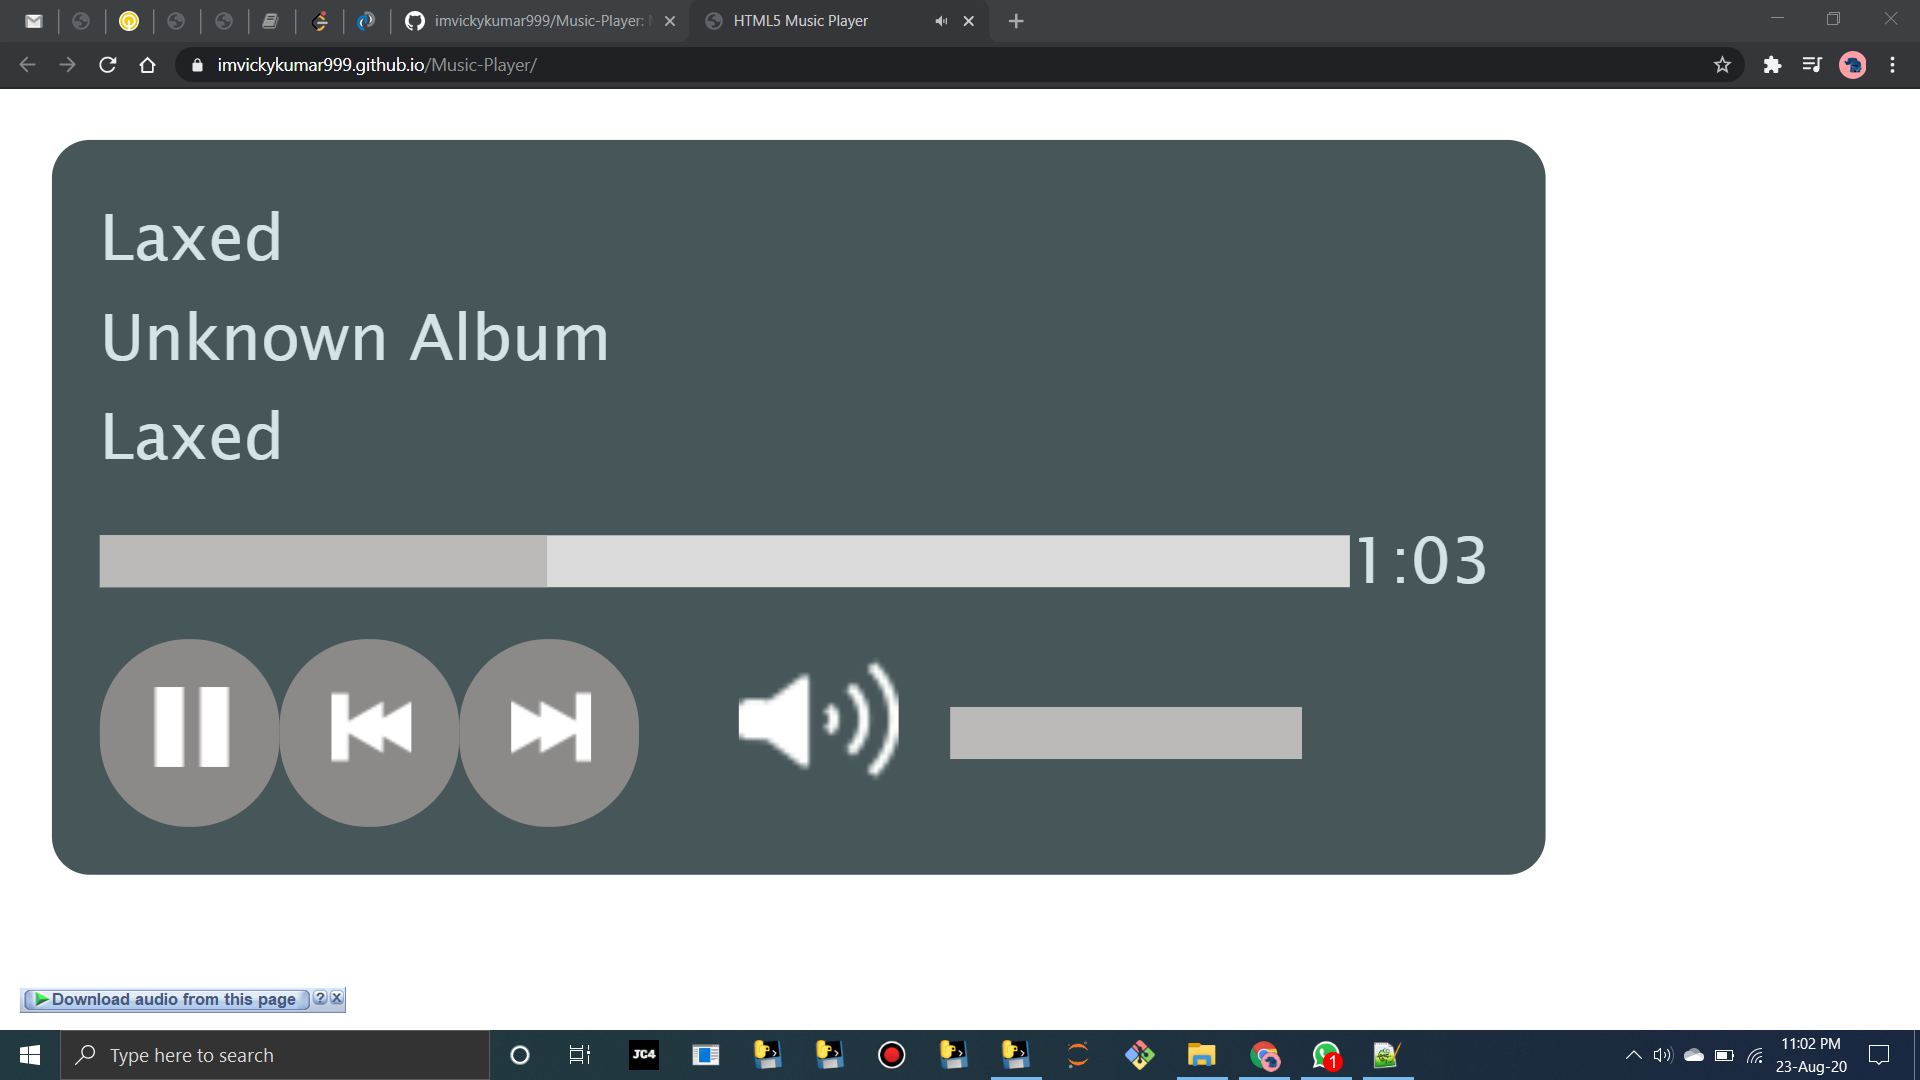 imvickykumar999/Music-Player:
HTML5 Music Player
imvickykumar999.github.io/Music-Player/
Laxed
Unknown Album
Laxed
1:03
Download audio from this page
?
X
Type here to search
JC4
1
11:02 PM
23-Aug-20